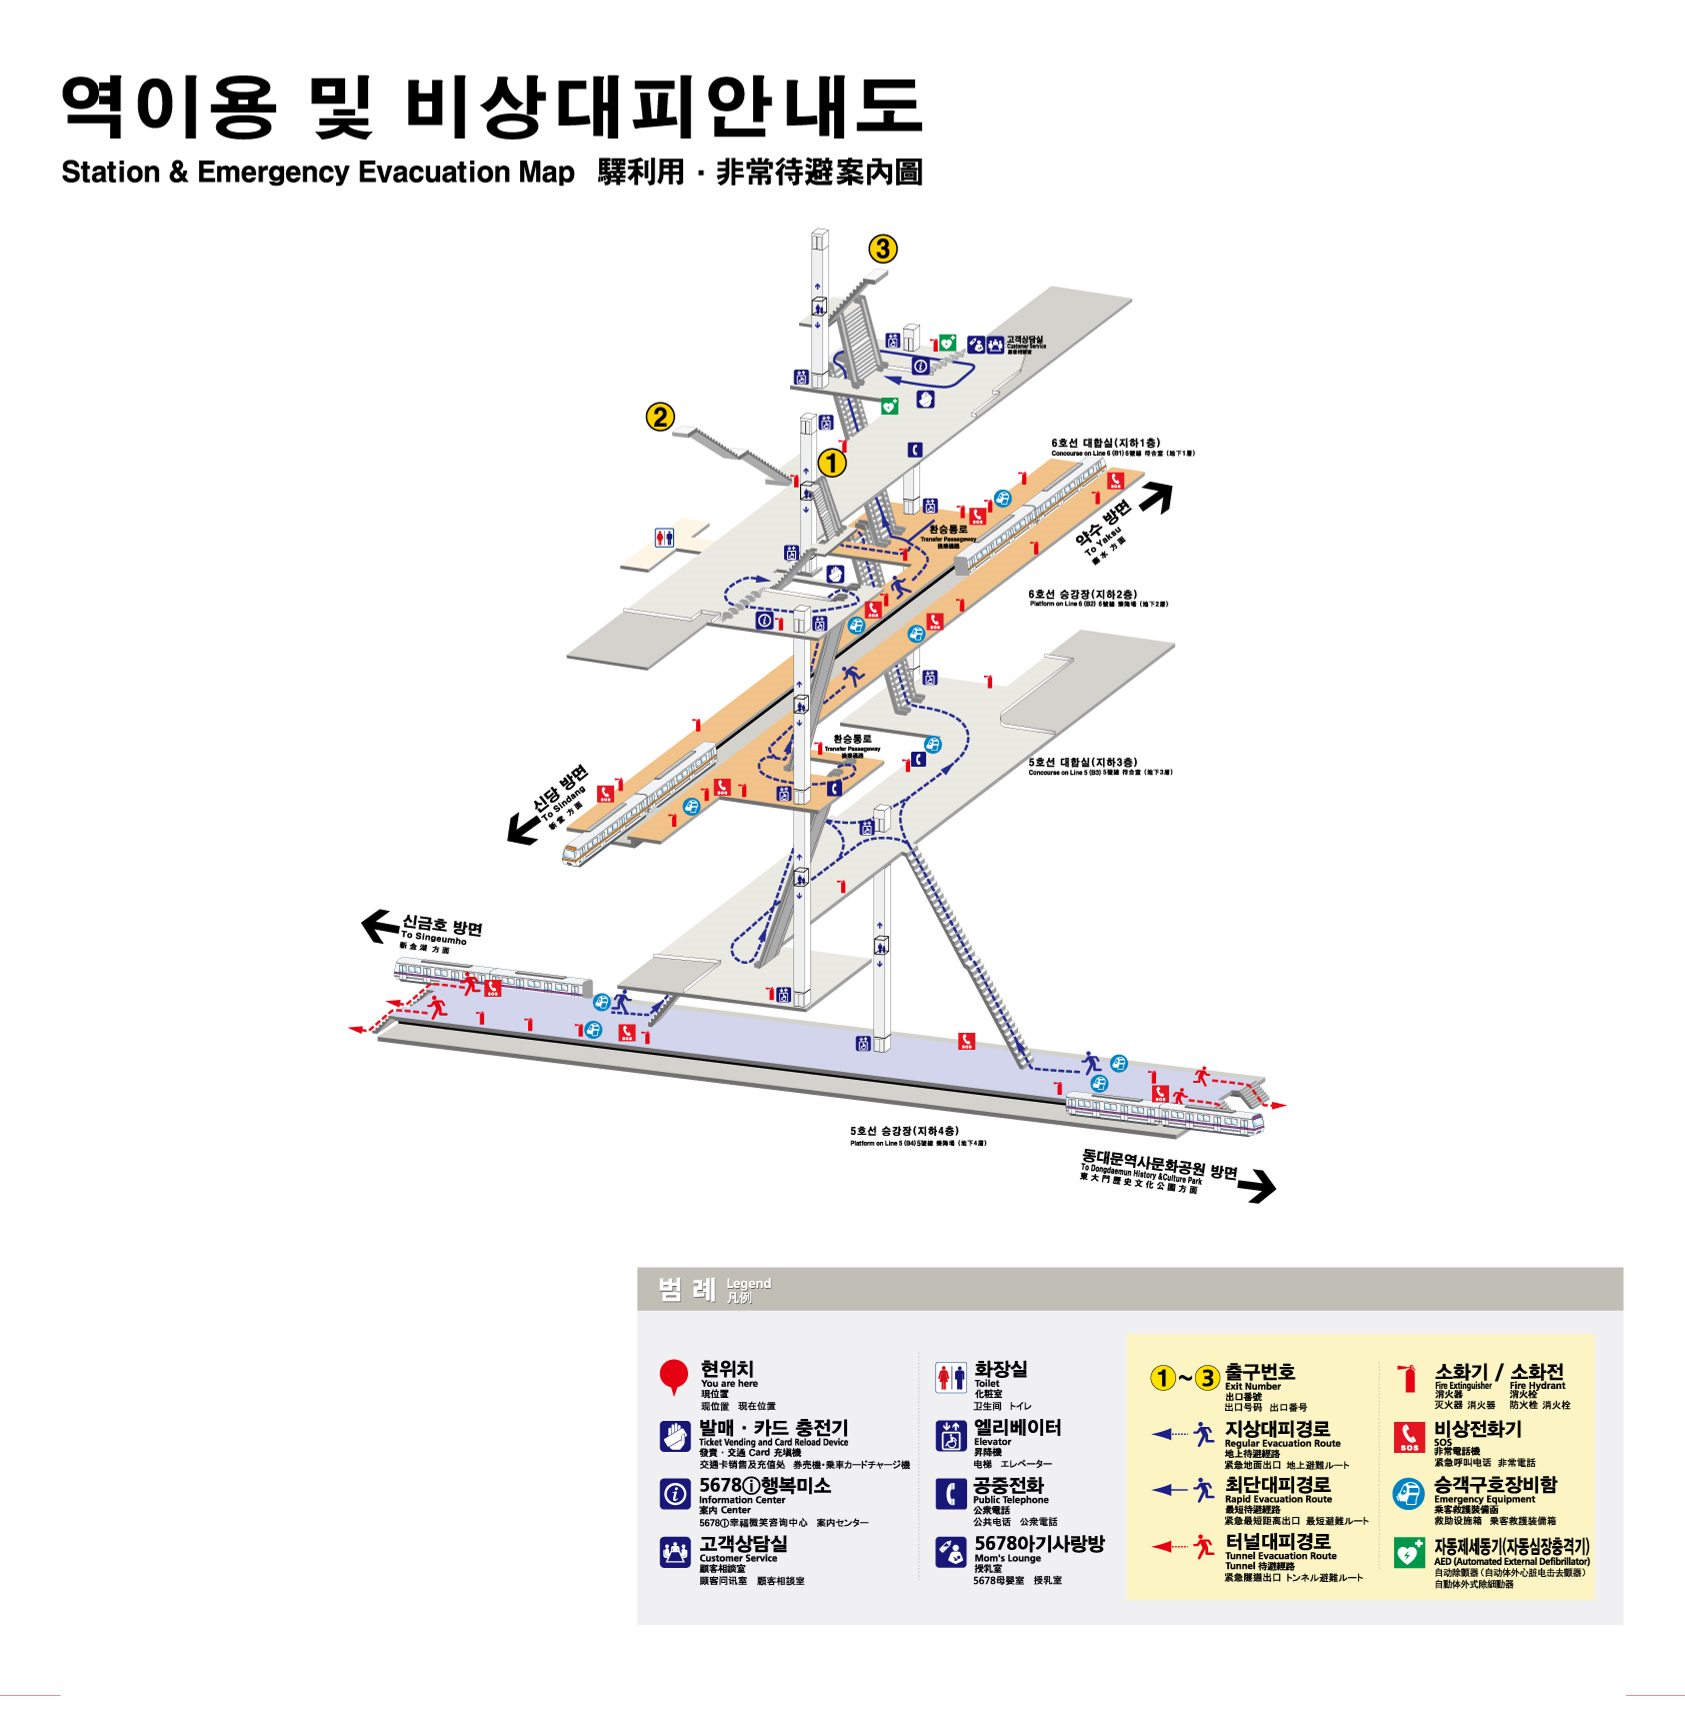 역이용 및 비상대피안내도
Station & Emergency Evacuation Map 驛利用 · 非常待避案內圖
3
고객상담실
Customer Service
顧客相談室
2
1
6호선 대합실(지하1층)
Concourse on Line 6 (B1) 6號線 待合室 (地下1層)
약수 방면
To Yaksu
藥水 方面
환승통로
Transfer Passageway
換乘通路
6호선 승강장(지하2층)
Platform on Line 6 (B2) 6號線 乘降場 (地下2層)
환승통로
Transfer Passageway
換乘通路
5호선 대합실(지하3층)
Concourse on Line 5 (B3) 5號線 待合室 (地下3層)
신당 방면
To Sindang
新堂 方面
신금호 방면
To Singeumho
新金湖 方面
5호선 승강장(지하4층)
Platform on Line 5 (B4) 5號線 乘降場 (地下4層)
동대문역사문화공원 방면
To Dongdaemun History &Culture Park
東大門歷史文化公園方面
범 례 Legend
凡例
현위치
You are here
現位置
现位置 現在位置
발매 · 카드 충전기
Ticket Vending and Card Reload Device
發賣 · 交通 Card 充塡機
交通卡销售及充值处 券売機・乗車カードチャージ機
5678ⓘ행복미소
Information Center
案內 Center
5678ⓘ幸福微笑咨询中心 案内センター
고객상담실
Customer Service
顧客相談室
顾客问讯室 顧客相談室
화장실
Toilet
化粧室
卫生间 トイレ
엘리베이터
Elevator
昇降機
电梯 エレベーター
공중전화
Public Telephone
公衆電話
公共电话 公衆電話
5678아기사랑방
Mom's Lounge
授乳室
5678母婴室 授乳室
1~3 출구번호
Exit Number
出口番號
出口号码 出口番号
지상대피경로
Regular Evacuation Route
地上待避經路
紧急地面出口 地上避難ルート
최단대피경로
Rapid Evacuation Route
最短待避經路
紧急最短距离出口 最短避難ルート
터널대피경로
Tunnel Evacuation Route
Tunnel 待避經路
紧急隧道出口 トンネル避難ルート
소화기 / 소화전
Fire Extinguisher Fire Hydrant
消火器 消火栓
灭火器 消火器 防火栓 消火栓
SOS 비상전화기
SOS
非常電話機
紧急呼叫电话 非常電話
승객구호장비함
Emergency Equipment
乘客救護裝備函
救助设施箱 乗客救護装備箱
자동제세동기(자동심장충격기)
AED (Automated External Defibrillator)
自动除颤器 (自动体外心脏电击去颤器)
自動体外式除細動器